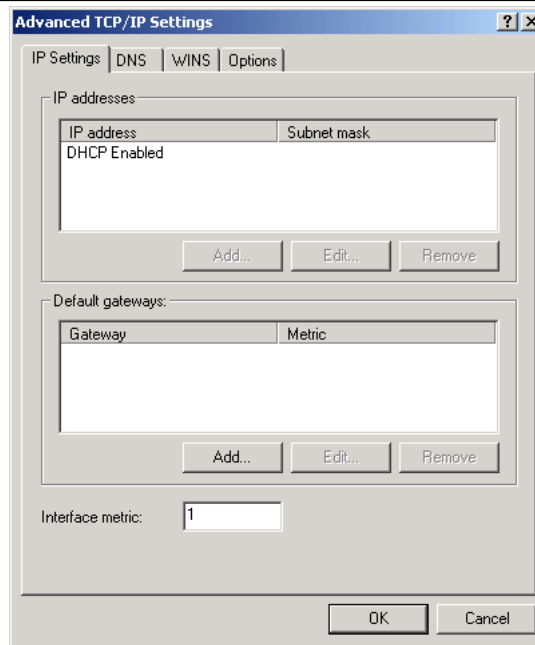 Advanced TCP/IP Settings
IP Settings DNS WINS Options
IP addresses
IP address Subnet mask
DHCP Enabled
Add... Edit... Remove
Default gateways:
Gateway Metric
Add... Edit... Remove
Interface metric: 1
OK Cancel